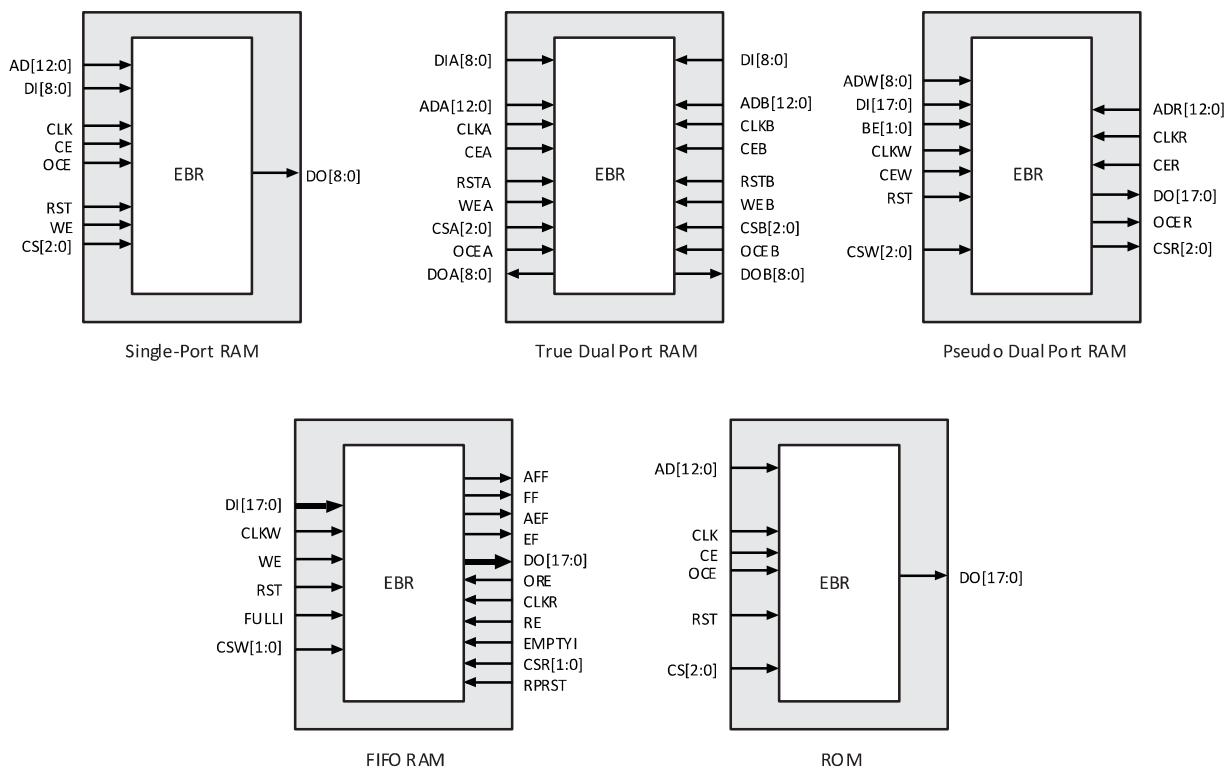 AD[12:0]
DI[8:0]
CLK
CE
OCE
RST
WE
CS[2:0]
EBR
DO[8:0]
Single-Port RAM
DIA[8:0]
ADA[12:0]
CLKA
CEA
RSTA
WEA
CSA[2:0]
OCEA
DOA[8:0]
EBR
DI[8:0]
ADB[12:0]
CLKB
CEB
RSTB
WEB
CSB[2:0]
OCEB
DOB[8:0]
True Dual Port RAM
ADW[8:0]
DI[17:0]
BE[1:0]
CLKW
CEW
RST
CSW[2:0]
EBR
ADR[12:0]
CLKR
CER
DO[17:0]
OCER
CSR[2:0]
Pseudo Dual Port RAM
DI[17:0]
CLKW
WE
RST
FULLI
CSW[1:0]
EBR
AFF
FF
AEF
EF
DO[17:0]
ORE
CLKR
RE
EMPTYI
CSR[1:0]
RPRST
FIFO RAM
AD[12:0]
CLK
CE
OCE
RST
CS[2:0]
EBR
DO[17:0]
ROM